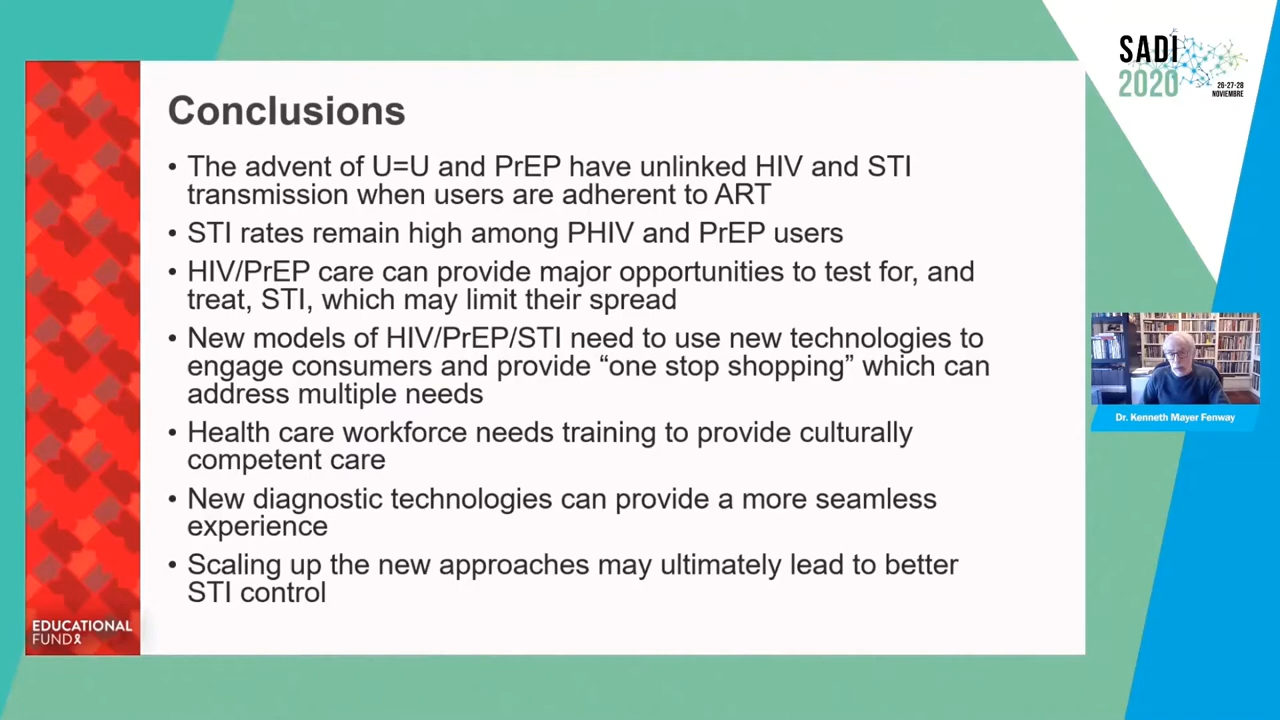 SADI
2020
26-27-28
NOVIEMBRE
Conclusions
• The advent of U=U and PrEP have unlinked HIV and STI
transmission when users are adherent to ART
• STI rates remain high among PHIV and PrEP users
• HIV/PrEP care can provide major opportunities to test for, and
treat, STI, which may limit their spread
• New models of HIV/PrEP/STI need to use new technologies to
engage consumers and provide “one stop shopping” which can
address multiple needs
• Health care workforce needs training to provide culturally
competent care
• New diagnostic technologies can provide a more seamless
experience
• Scaling up the new approaches may ultimately lead to better
STI control
EDUCATIONAL
FUND
Dr. Kenneth Mayer Fenway